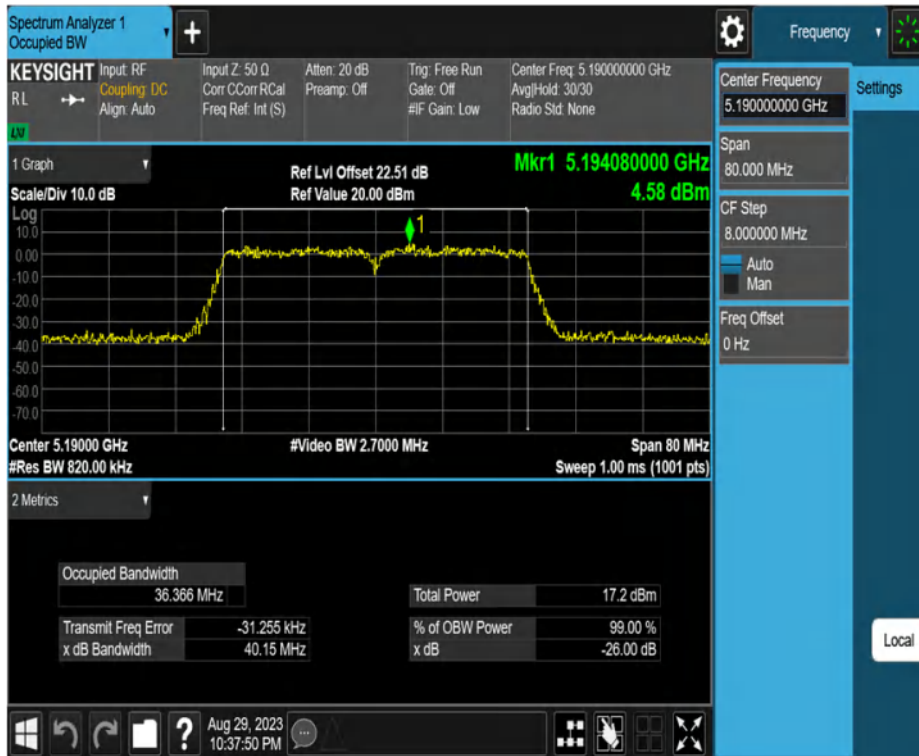 Spectrum Analyzer 1
Occupied BW
Frequency
KEYSIGHT
RL
LXI
Input: RF
Coupling: DC
Align: Auto
Input Z: 50 Ω
Corr CCorr RCal
Freq Ref: Int (S)
Atten: 20 dB
Preamp: Off
Trig: Free Run
Gate: Off
#IF Gain: Low
Center Freq: 5.190000000 GHz
Avg|Hold: 30/30
Radio Std: None
Center Frequency
5.190000000 GHz
Settings
Span
80.000 MHz
CF Step
8.000000 MHz
Auto
Man
Freq Offset
0 Hz
1 Graph
Scale/Div 10.0 dB
Ref Lvl Offset 22.51 dB
Ref Value 20.00 dBm
Mkr1 5.194080000 GHz
4.58 dBm
Log
10.0
0.00
-10.0
-20.0
-30.0
-40.0
-50.0
-60.0
-70.0
1
Center 5.19000 GHz
#Video BW 2.7000 MHz
Span 80 MHz
#Res BW 820.00 kHz
Sweep 1.00 ms (1001 pts)
2 Metrics
Occupied Bandwidth
36.366 MHz
Total Power 17.2 dBm
Transmit Freq Error -31.255 kHz
% of OBW Power 99.00 %
x dB Bandwidth 40.15 MHz
x dB -26.00 dB
Local
?
Aug 29, 2023
10:37:50 PM